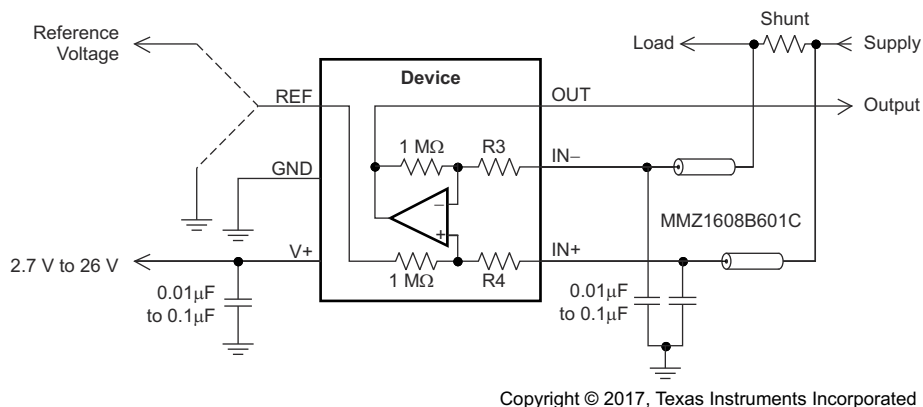 Shunt
Reference
Voltage
Load
Supply
Device
REF
OUT
Output
1 MΩ
R3
IN−
GND
−
MMZ1608B601C
+
2.7 V to 26 V
V+
IN+
1 MΩ
R4
0.01μF
to 0.1μF
0.01μF
to 0.1μF
Copyright © 2017, Texas Instruments Incorporated